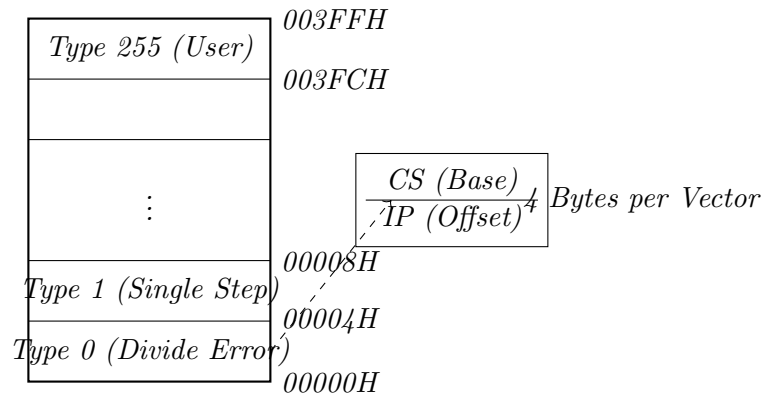 003FFH
Type 255 (User)
003FCH
⋮
CS (Base)
IP (Offset)
4 Bytes per Vector
00008H
Type 1 (Single Step)
00004H
Type 0 (Divide Error)
00000H